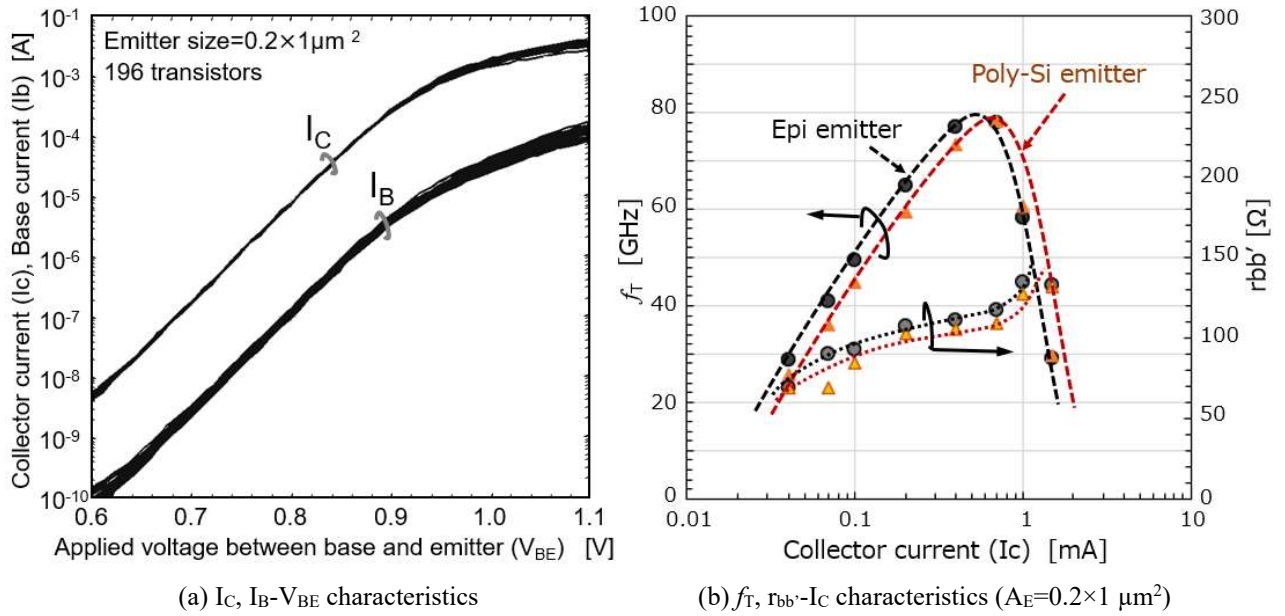 Collector current (Ic), Base current (Ib) [A]
10-1
10-2
10-3
10-4
10-5
10-6
10-7
10-8
10-9
10-10
Emitter size=0.2×1μm 2
196 transistors
IC
IB
0.6 0.7 0.8 0.9 1.0 1.1
Applied voltage between base and emitter (VBE) [V]
(a) IC, IB-VBE characteristics
fT [GHz]
100
80
60
40
20
0
Poly-Si emitter
Epi emitter
300
250
200
150
100
50
0
rbb' [Ω]
0.01 0.1 1 10
Collector current (Ic) [mA]
(b) fT, rbb'-IC characteristics (AE=0.2×1 μm2)